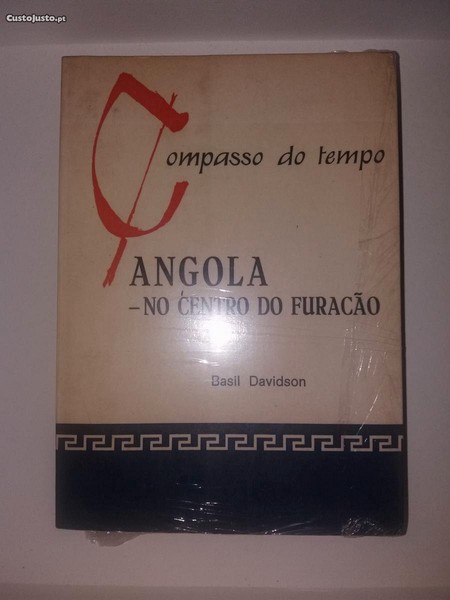 CustoJusto.pt
Compasso do tempo
ANGOLA
–NO CENTRO DO FURACÃO
Basil Davidson